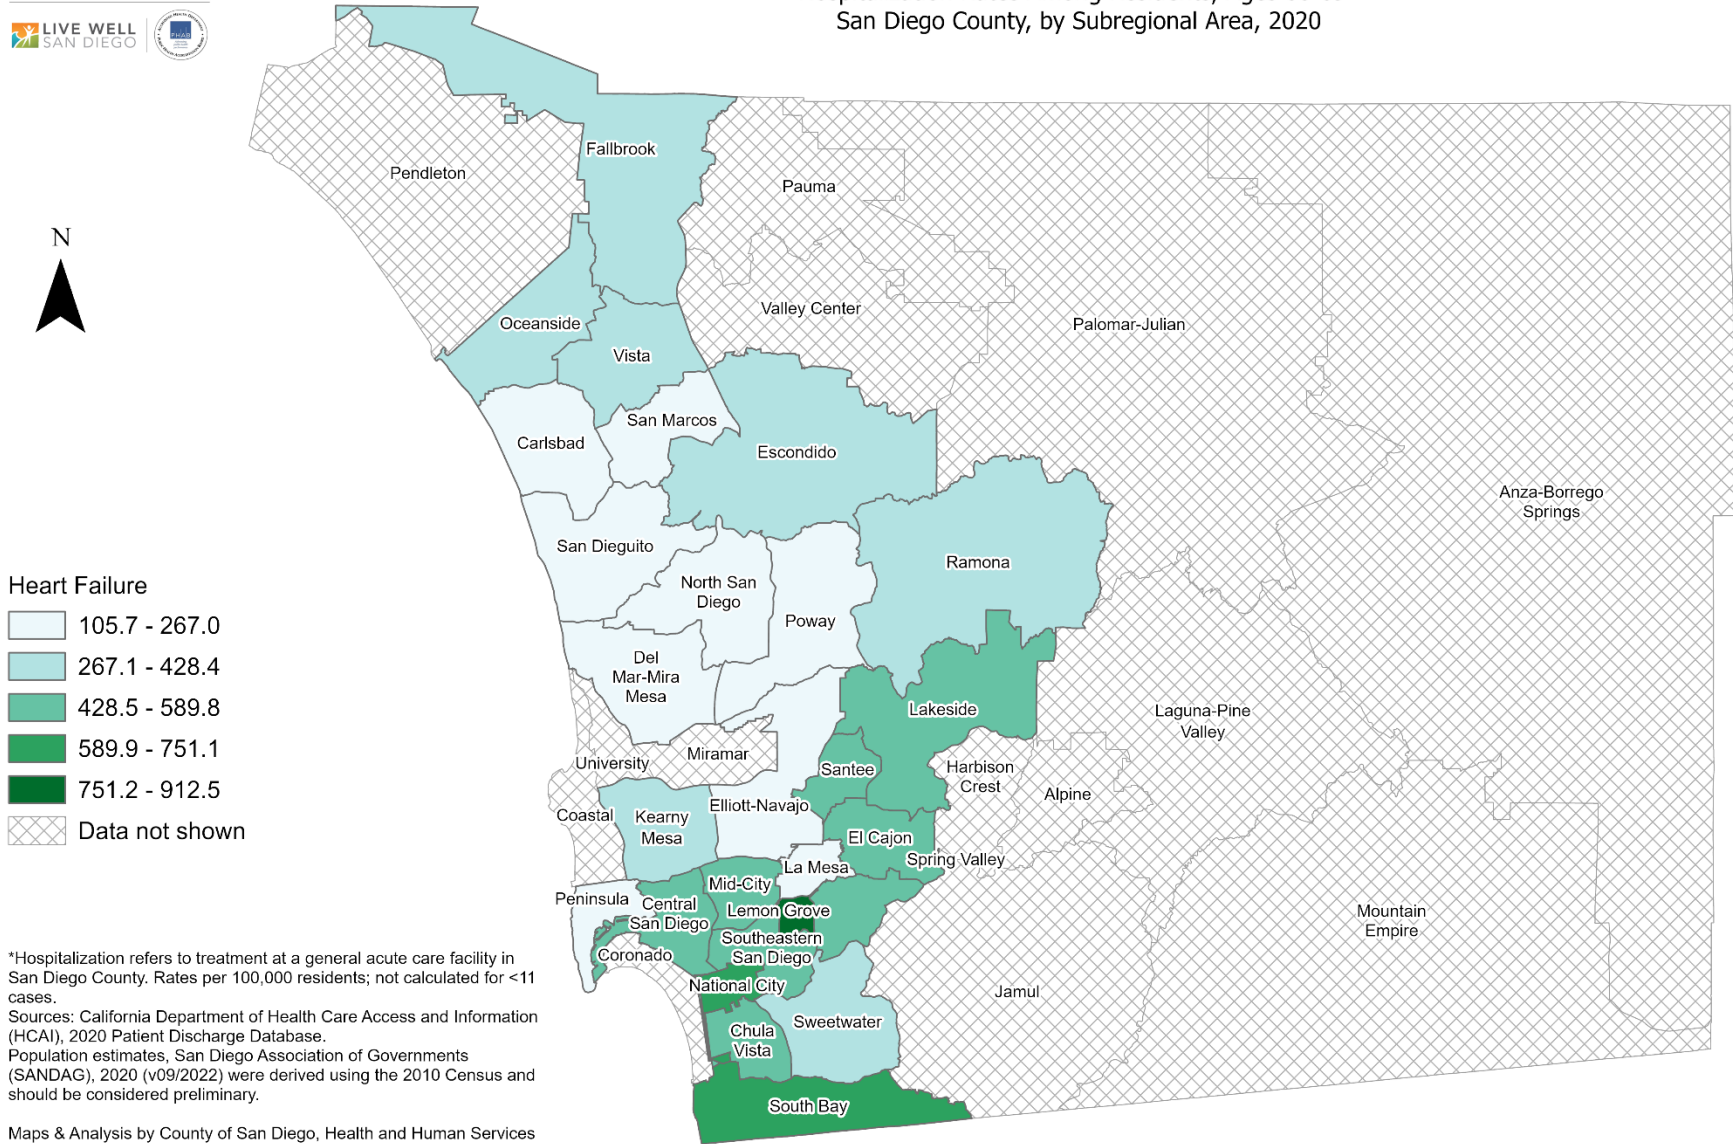 LIVE WELL
SAN DIEGO
PHAB
San Diego County, by Subregional Area, 2020
N
Pendleton
Fallbrook
Pauma
Valley Center
Palomar-Julian
Oceanside
Vista
San Marcos
Carlsbad
Escondido
Anza-Borrego
Springs
San Dieguito
Ramona
North San
Diego
Poway
Del
Mar-Mira
Mesa
Lakeside
Laguna-Pine
Valley
Miramar
University
Santee
Harbison
Crest
Alpine
Coastal
Kearny
Mesa
Elliott-Navajo
El Cajon
Spring Valley
La Mesa
Mid-City
Peninsula
Central
San Diego
Lemon Grove
Mountain
Empire
Southeastern
San Diego
Coronado
National City
Jamul
Sweetwater
Chula
Vista
South Bay
Heart Failure
105.7 - 267.0
267.1 - 428.4
428.5 - 589.8
589.9 - 751.1
751.2 - 912.5
Data not shown
*Hospitalization refers to treatment at a general acute care facility in
San Diego County. Rates per 100,000 residents; not calculated for <11
cases.
Sources: California Department of Health Care Access and Information
(HCAI), 2020 Patient Discharge Database.
Population estimates, San Diego Association of Governments
(SANDAG), 2020 (v09/2022) were derived using the 2010 Census and
should be considered preliminary.
Maps & Analysis by County of San Diego, Health and Human Services